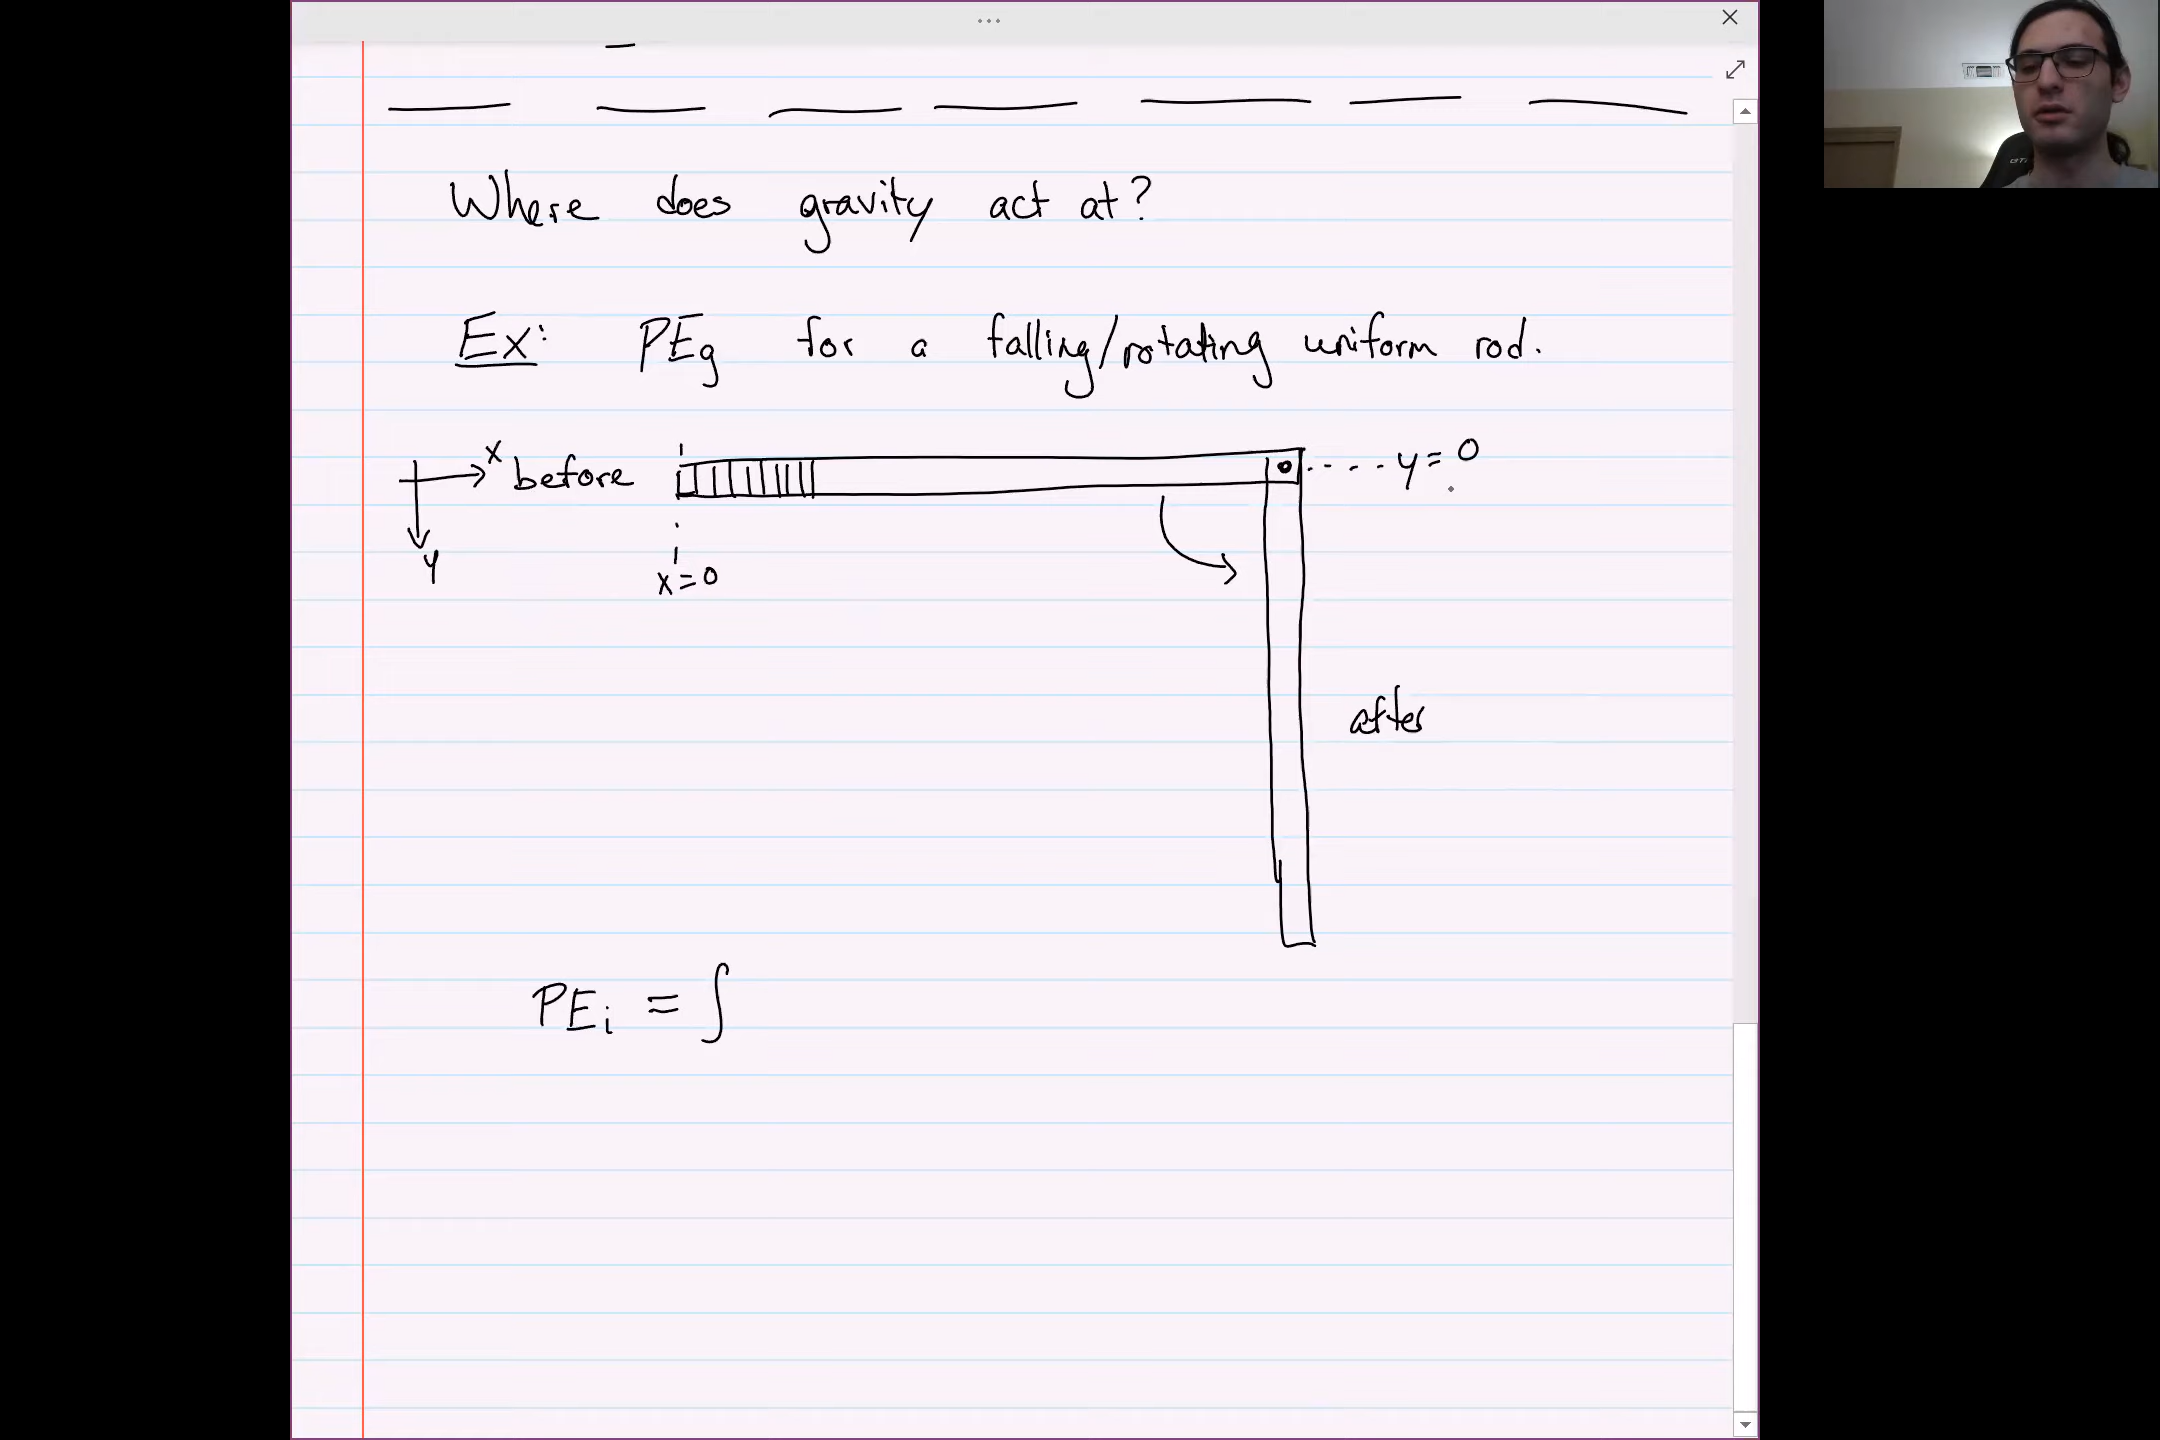 Where does gravity act at?
Ex: PEg for a falling/rotating uniform rod.
x
before
y = 0
y
x = 0
after
PEi = ∫